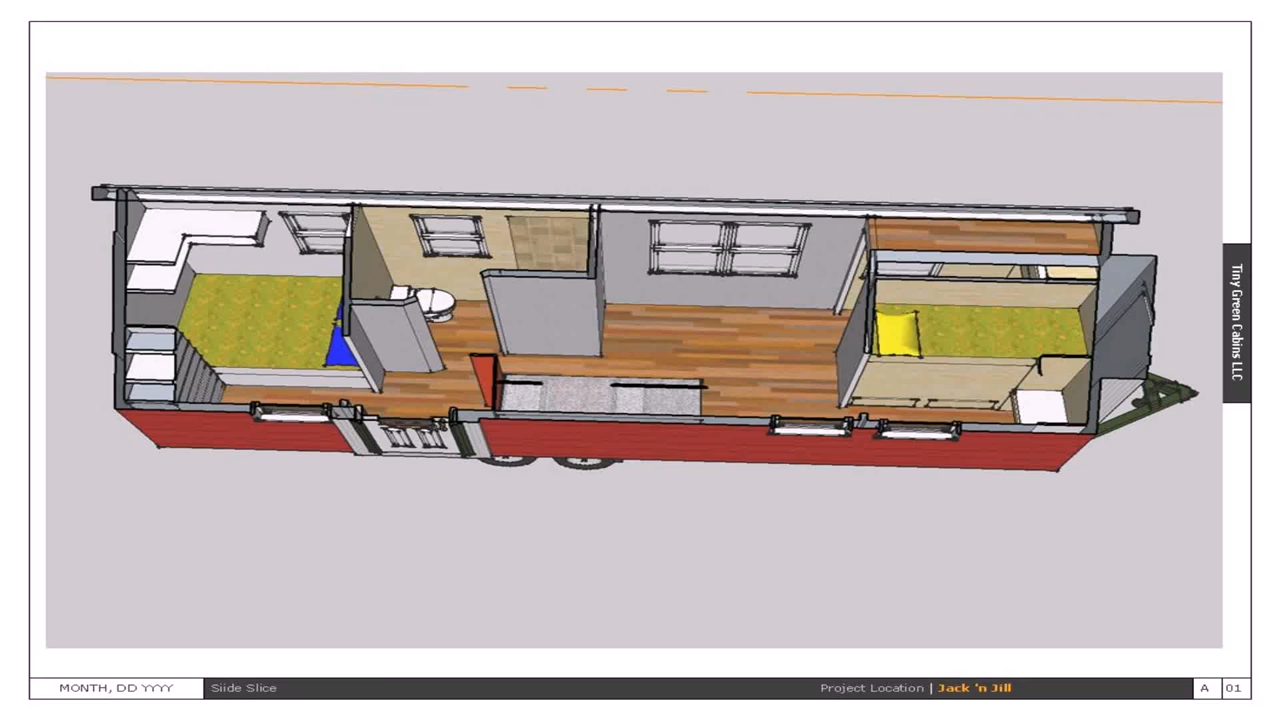 Tiny Green Cabins LLC
MONTH, DD YYYY
Siide Slice
Project Location | Jack 'n Jill
A
01